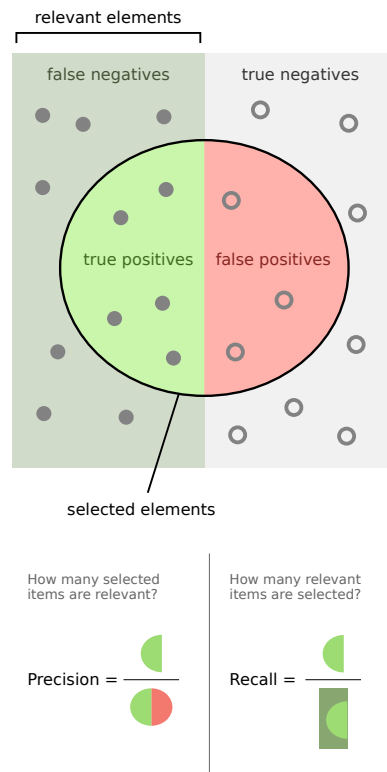 relevant elements
false negatives
true negatives
true positives
false positives
selected elements
How many selected
items are relevant?
How many relevant
items are selected?
Precision =
Recall =